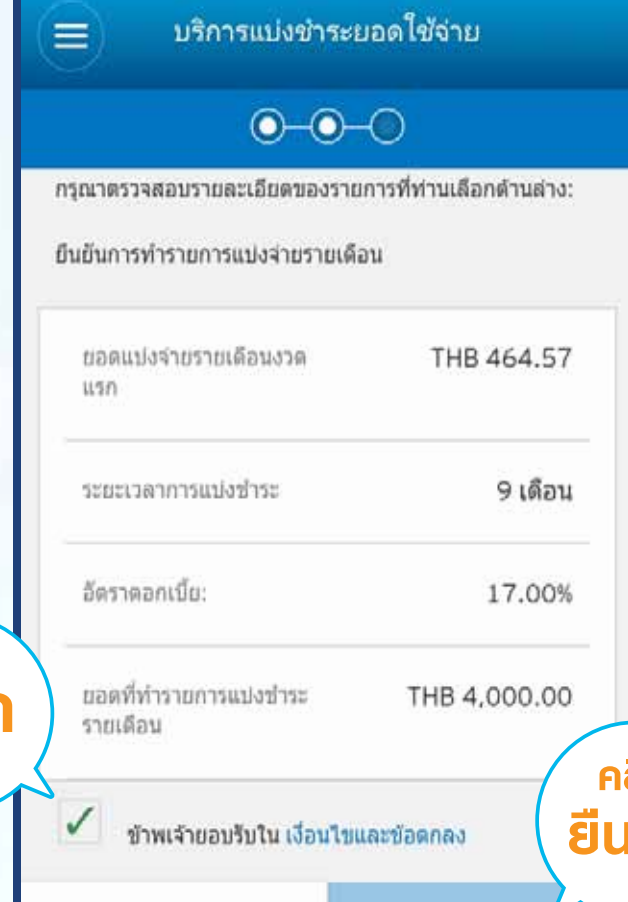 บริการแบ่งชำระยอดใช้จ่าย
กรุณาตรวจสอบรายละเอียดของรายการที่ท่านเลือกด้านล่าง:
ยืนยันการทำรายการแบ่งจ่ายรายเดือน
ยอดแบ่งจ่ายรายเดือนงวด
แรก
THB 464.57
ระยะเวลาการแบ่งชำระ
9 เดือน
อัตราดอกเบี้ย:
17.00%
ยอดที่ทำรายการแบ่งชำระ
รายเดือน
THB 4,000.00
ข้าพเจ้ายอมรับใน เงื่อนไขและข้อตกลง